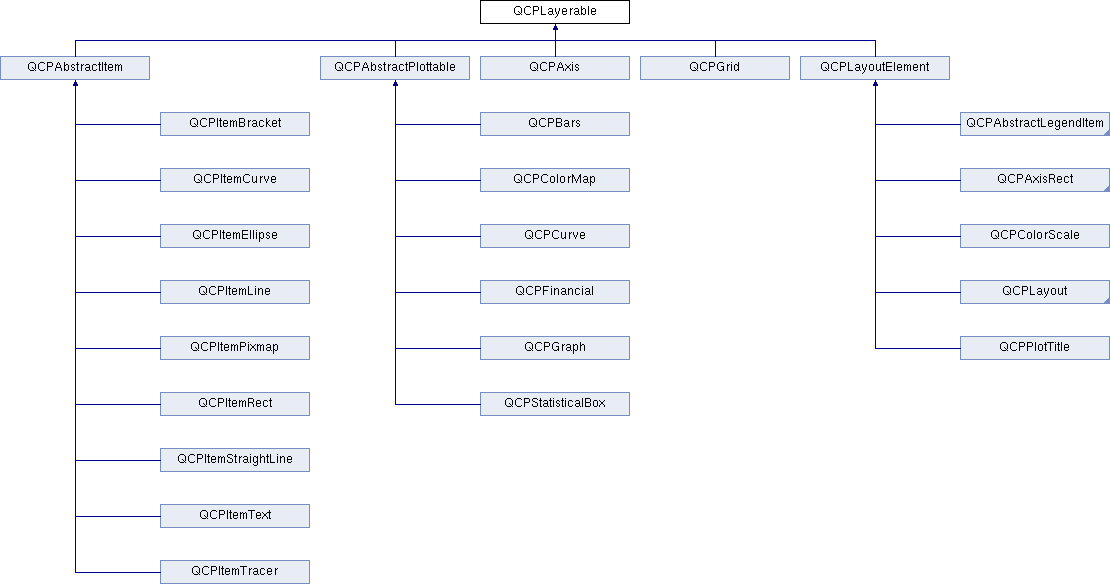 QCPLayerable
QCPAbstractItem
QCPAbstractPlottable
QCPAxis
QCPGrid
QCPLayoutElement
QCPItemBracket
QCPBars
QCPAbstractLegendItem
QCPItemCurve
QCPColorMap
QCPAxisRect
QCPItemEllipse
QCPCurve
QCPColorScale
QCPItemLine
QCPFinancial
QCPLayout
QCPItemPixmap
QCPGraph
QCPPlotTitle
QCPItemRect
QCPStatisticalBox
QCPItemStraightLine
QCPItemText
QCPItemTracer